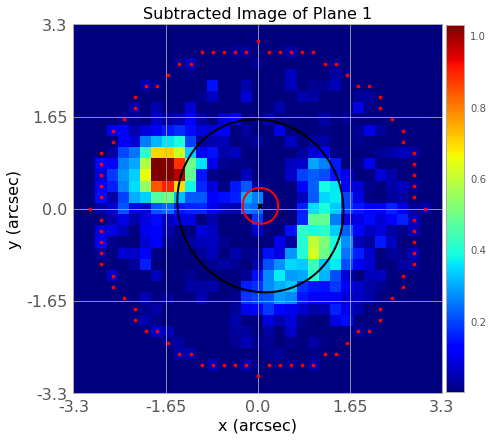 Subtracted Image of Plane 1
3.3
1.65
0.0
-1.65
-3.3
y (arcsec)
-3.3 -1.65 0.0 1.65 3.3
x (arcsec)
1.0
0.8
0.6
0.4
0.2